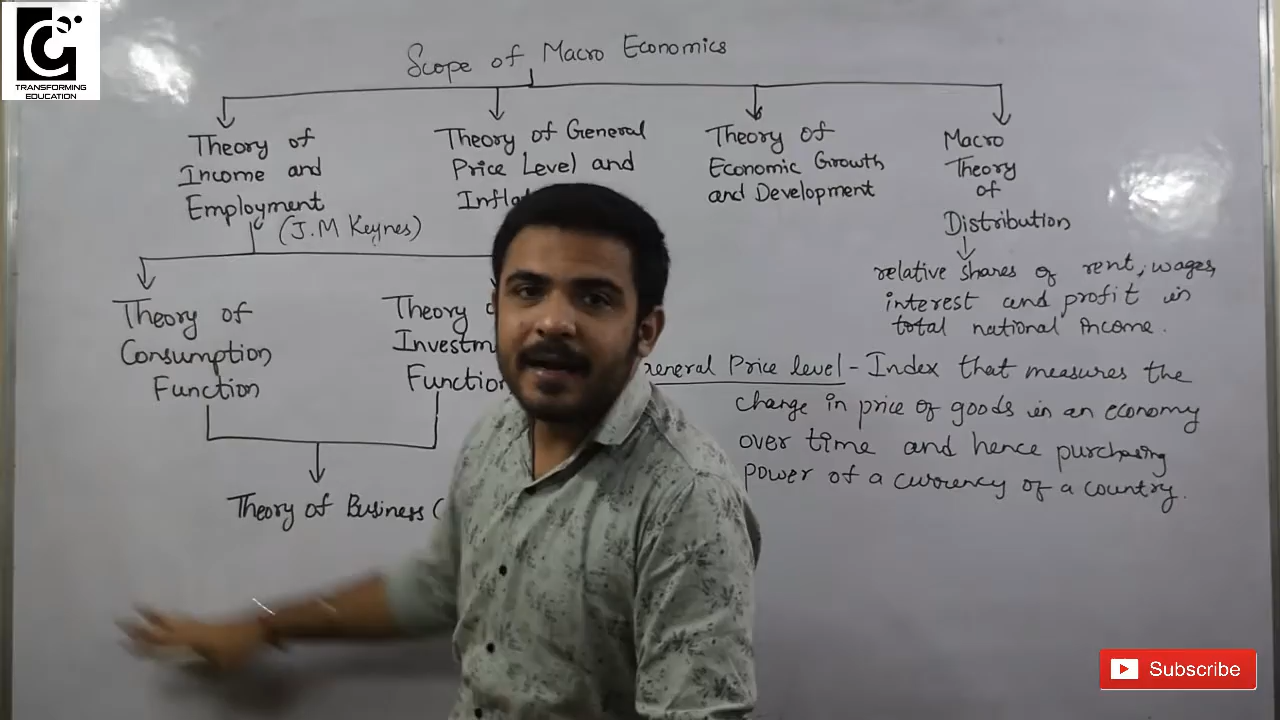 TRANSFORMING
EDUCATION
Scope of Macro Economics
Theory of
Income and
Employment
(J.M Keynes)
Theory of General
Price Level and
Theory of
Economic Growth
and Development
Macro
Theory
of
Distribution
relative shares of rent, wages,
interest and profit in
total national income.
Theory of
Consumption
Function
Theory
Function
General Price level - Index that measures the
change in price of goods in an economy
over time and hence purchasing
power of a currency of a country.
Theory of Business (
Subscribe